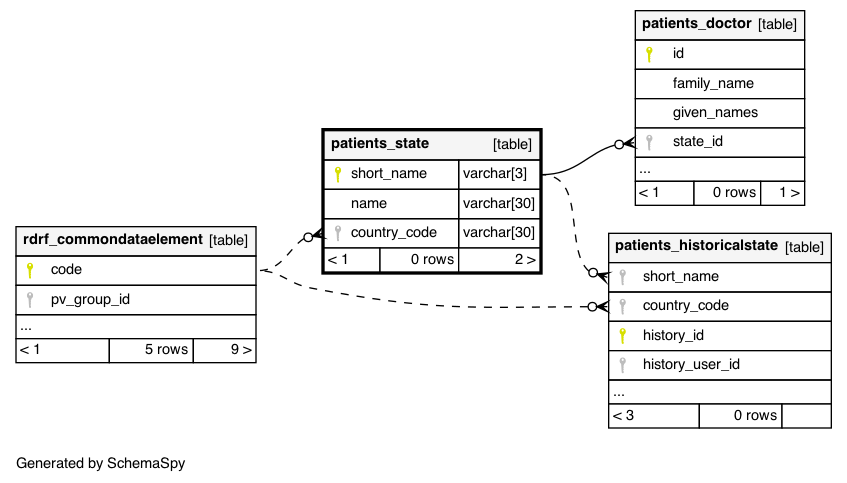 patients_doctor [table]
id
family_name
given_names
state_id
...
< 1 0 rows 1 >
patients_state [table]
short_name varchar[3]
name varchar[30]
country_code varchar[30]
< 1 0 rows 2 >
rdrf_commondataelement [table]
code
pv_group_id
...
< 1 5 rows 9 >
patients_historicalstate [table]
short_name
country_code
history_id
history_user_id
...
< 3 0 rows
Generated by SchemaSpy